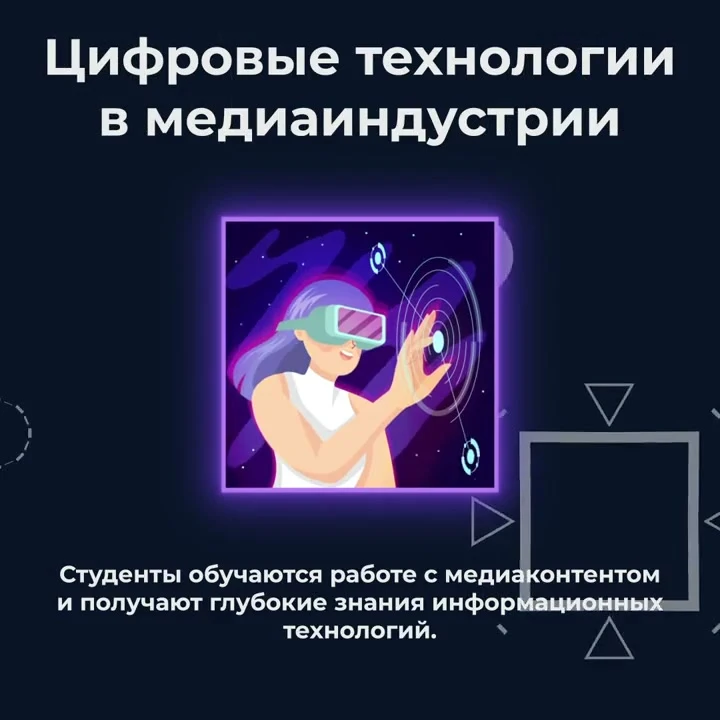 Цифровые технологии
в медиаиндустрии
Студенты обучаются работе с медиаконтентом
и получают глубокие знания информационных
технологий.